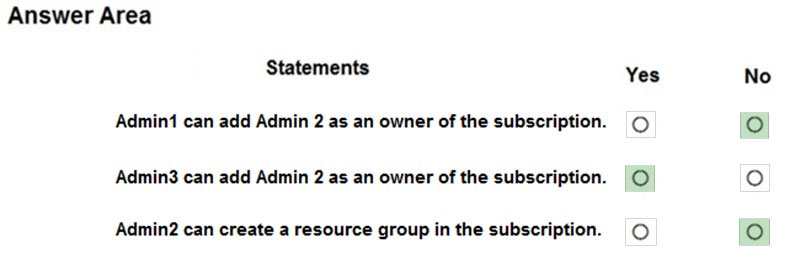 Answer Area
Statements Yes No
Admin1 can add Admin 2 as an owner of the subscription.
Admin3 can add Admin 2 as an owner of the subscription.
Admin2 can create a resource group in the subscription.